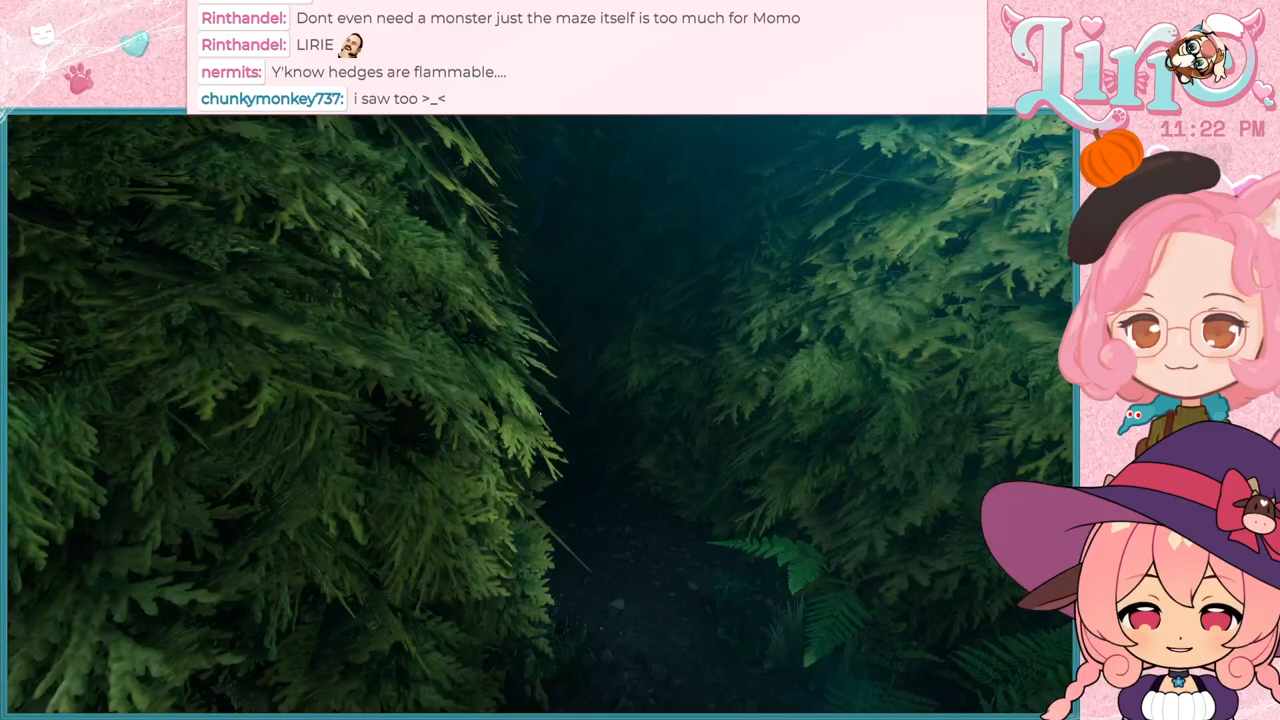 Rinthandel: Dont even need a monster just the maze itself is too much for Momo
Rinthandel: LIRIE
nermits: Y'know hedges are flammable....
chunkymonkey737: i saw too >_<
11:22 PM